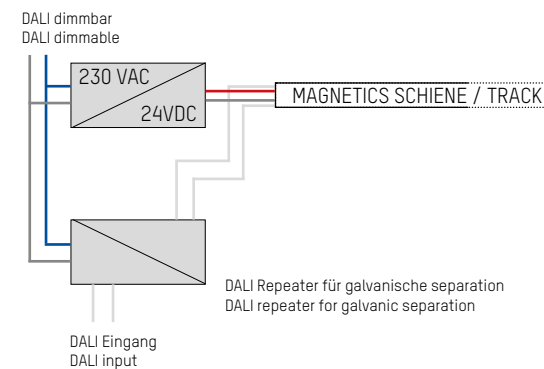 DALI dimmbar
DALI dimmable
230 VAC
24VDC
MAGNETICS SCHIENE / TRACK
DALI Repeater für galvanische separation
DALI repeater for galvanic separation
DALI Eingang
DALI input